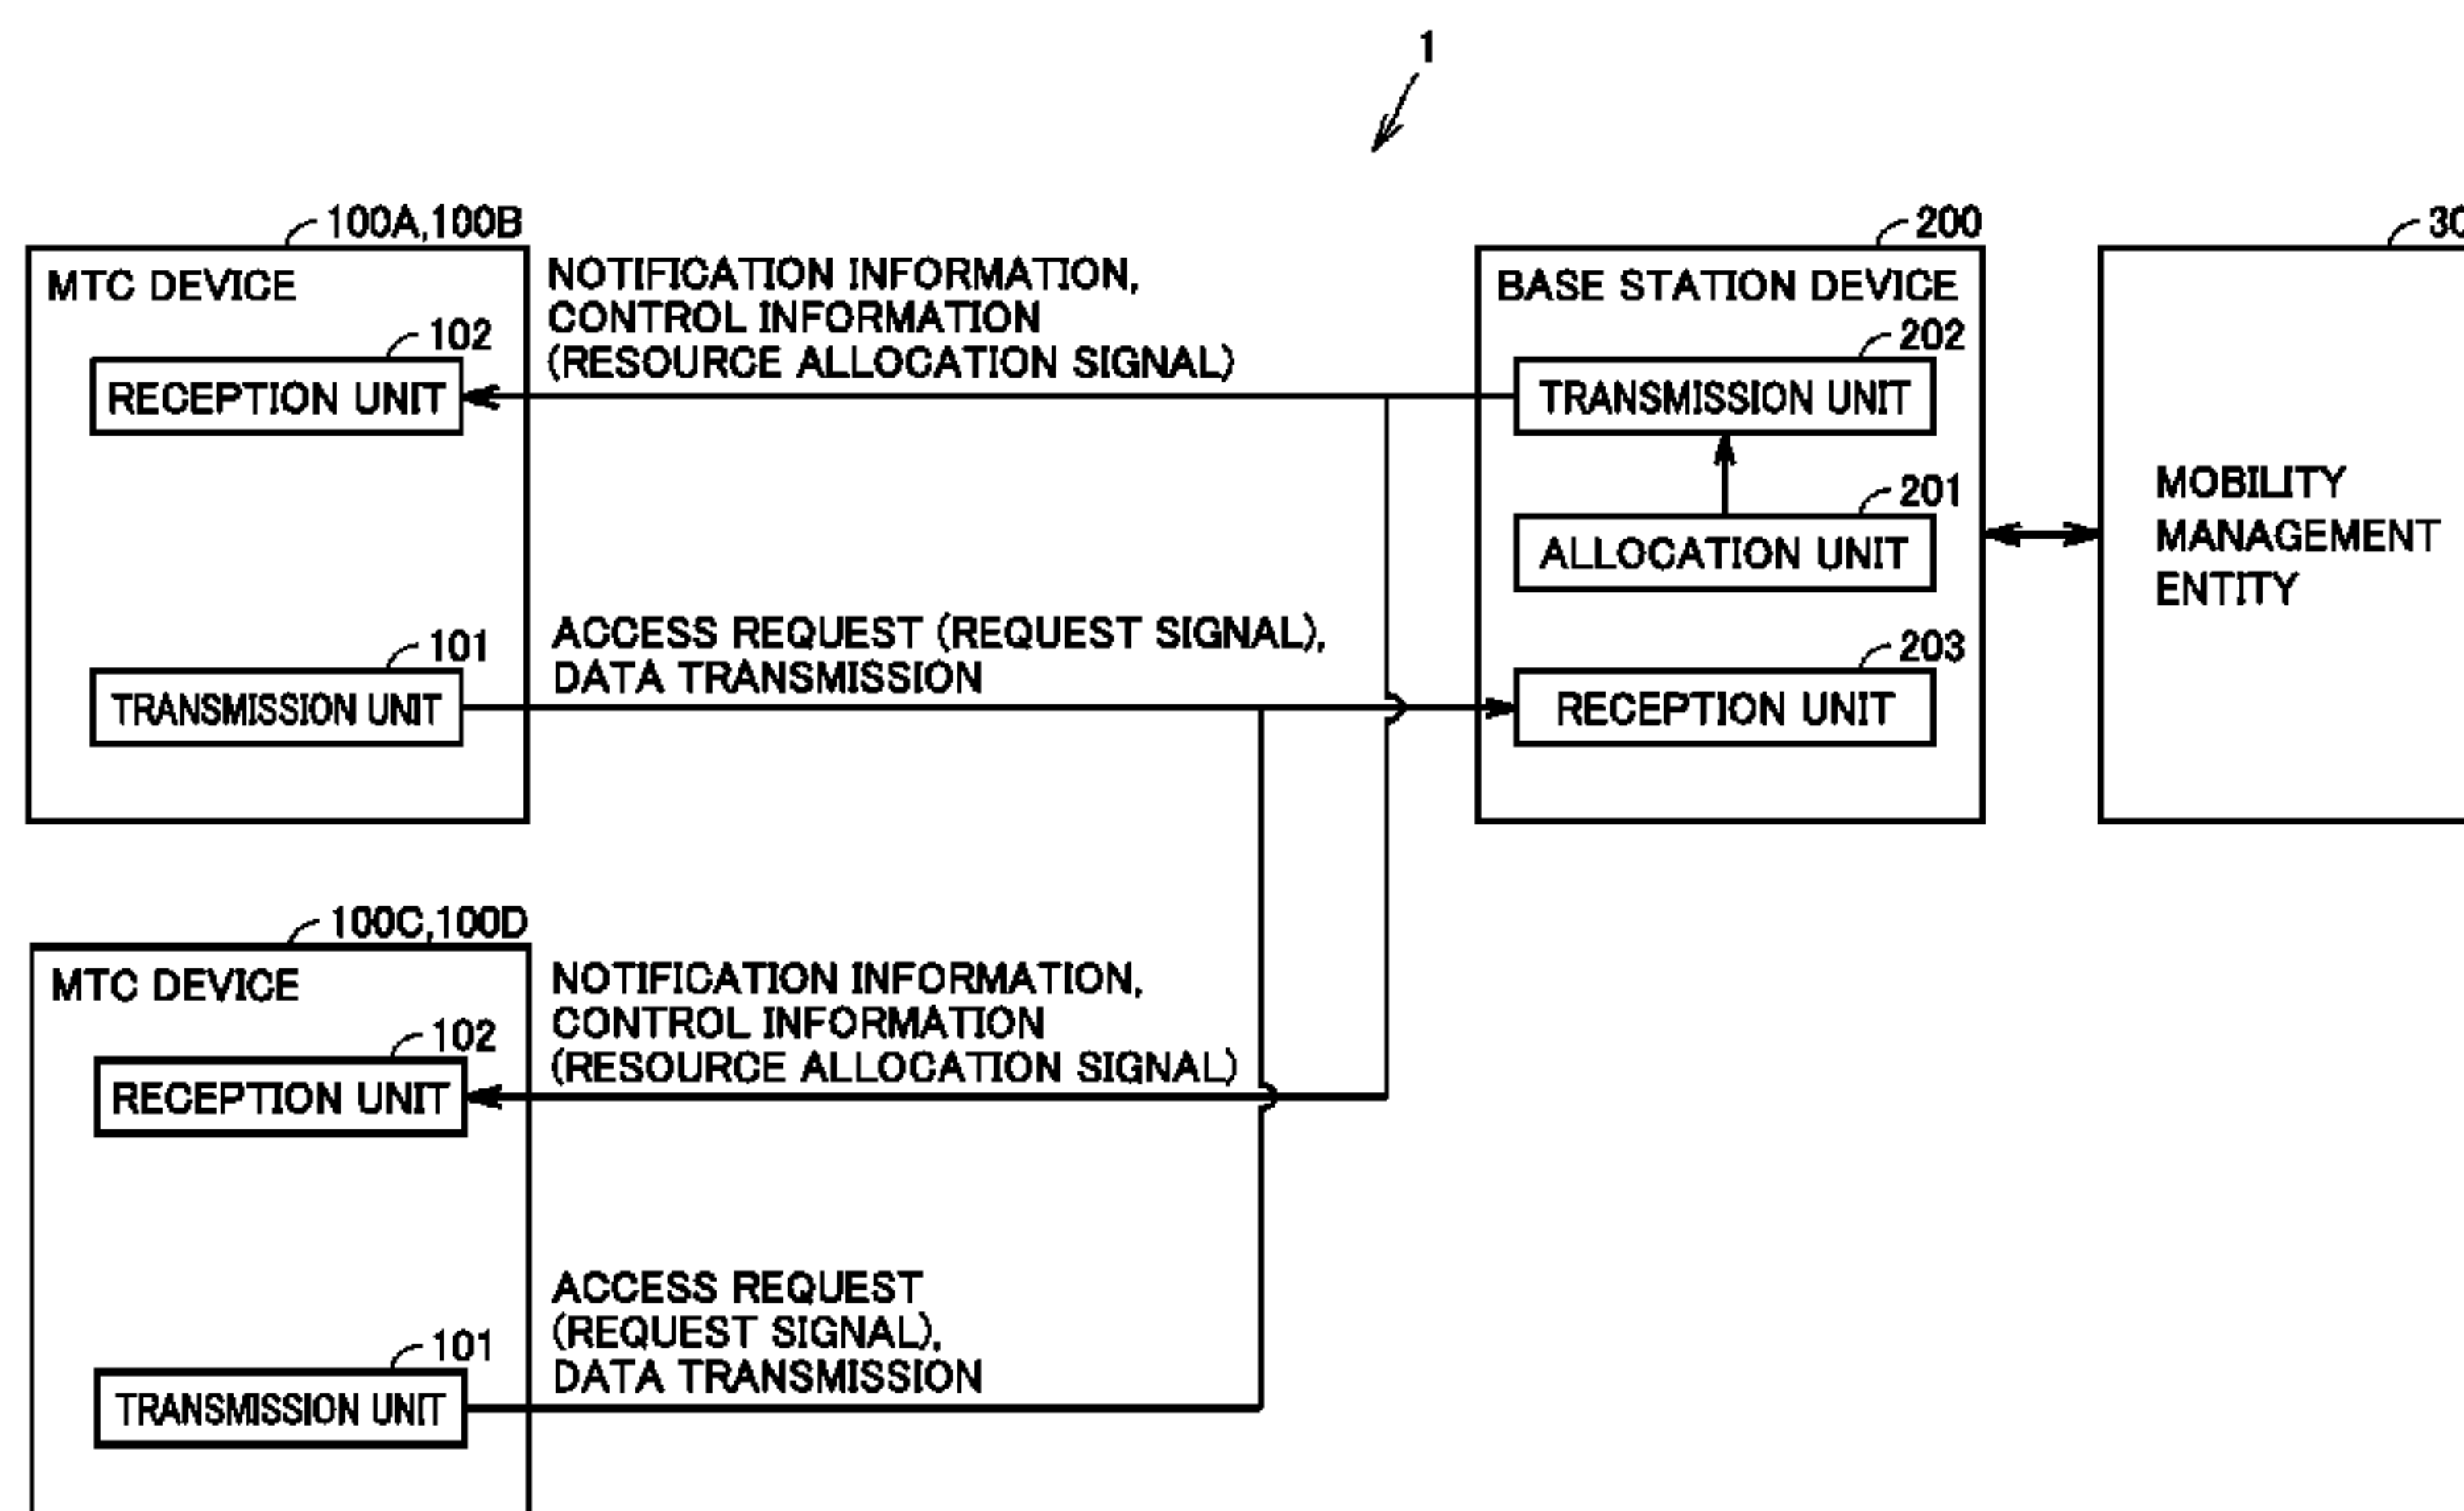 1
100A,100B
MTC DEVICE
102
RECEPTION UNIT
101
TRANSMISSION UNIT
NOTIFICATION INFORMATION,
CONTROL INFORMATION
(RESOURCE ALLOCATION SIGNAL)
ACCESS REQUEST (REQUEST SIGNAL),
DATA TRANSMISSION
200
BASE STATION DEVICE
202
TRANSMISSION UNIT
201
ALLOCATION UNIT
203
RECEPTION UNIT
MOBILITY
MANAGEMENT
ENTITY
100C,100D
MTC DEVICE
102
RECEPTION UNIT
101
TRANSMISSION UNIT
NOTIFICATION INFORMATION,
CONTROL INFORMATION
(RESOURCE ALLOCATION SIGNAL)
ACCESS REQUEST
(REQUEST SIGNAL),
DATA TRANSMISSION